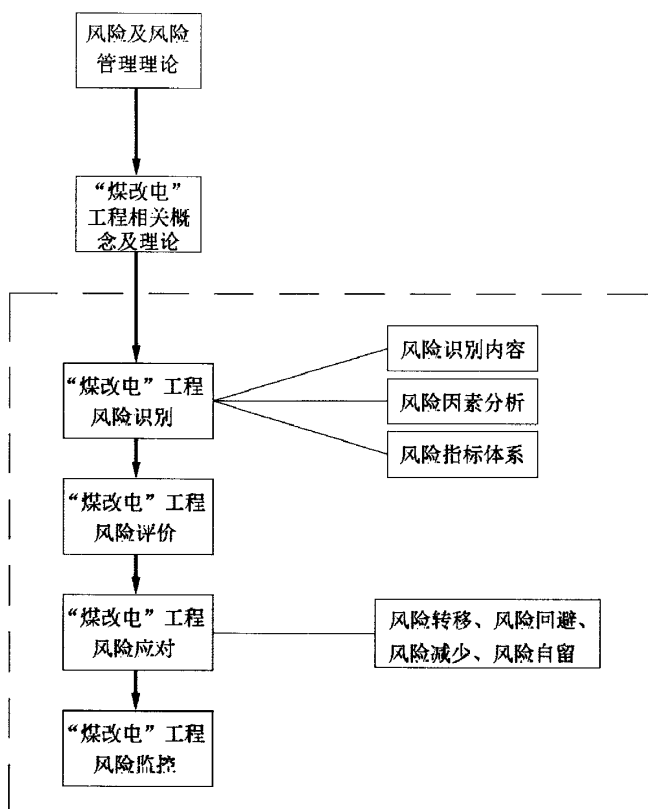 风险及风险
管理理论
“煤改电”
工程相关概
念及理论
“煤改电”工程
风险识别
风险识别内容
风险因素分析
风险指标体系
“煤改电”工程
风险评价
“煤改电”工程
风险应对
风险转移、风险回避、
风险减少、风险自留
“煤改电”工程
风险监控